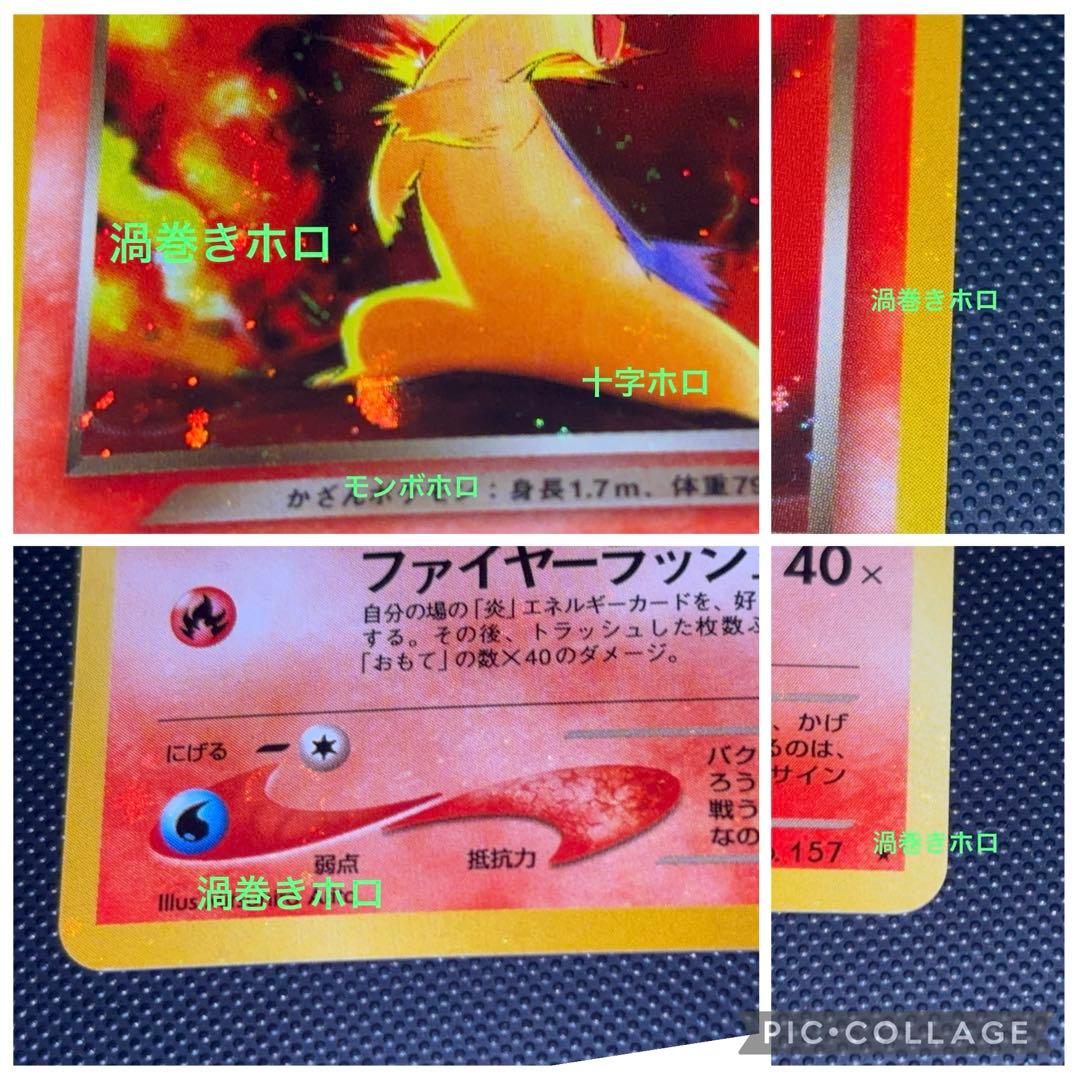 渦巻きホロ
十字ホロ
モンボホロ
：身長1.7m、体重79
渦巻きホロ
ファイヤーブッシ
自分の場の「炎」エネルギーカードを、好
する。その後、トラッシュした枚数ぶ
「おもて」の数×40のダメージ。
にげる
弱点
抵抗力
バク
ろう
戦う
なの
Illus.
渦巻きホロ
40×
、かげ
るのは、
サイン
157 ★
渦巻きホロ
PIC•COLLAGE